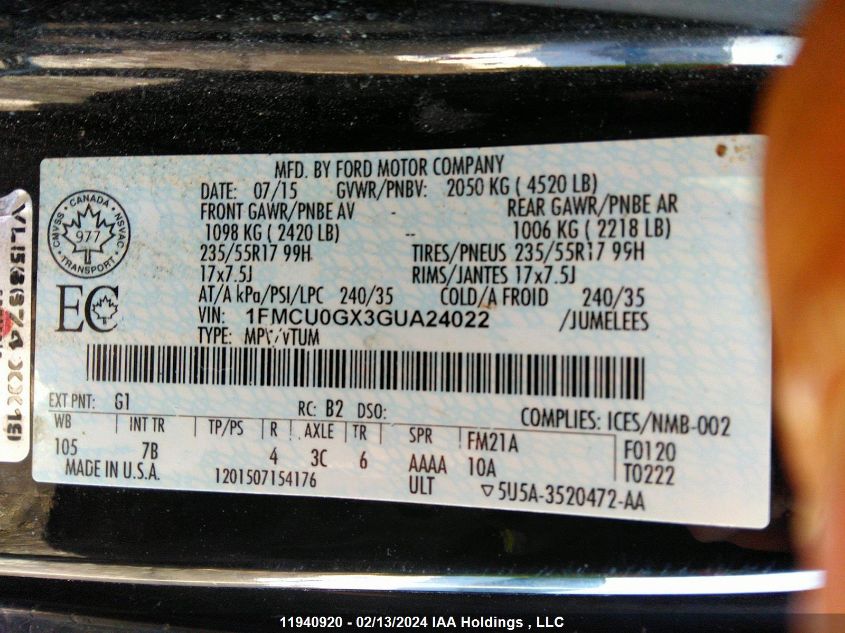 MFD. BY FORD MOTOR COMPANY
DATE: 07/15 GVWR/PNBV: 2050 KG ( 4520 LB)
FRONT GAWR/PNBE AV - REAR GAWR/PNBE AR
1098 KG ( 2420 LB) -- 1006 KG ( 2218 LB)
235/55R17 99H TIRES/PNEUS 235/55R17 99H
17x7.5J RIMS/JANTES 17x7.5J
AT/A kPa/PSI/LPC 240/35 COLD/A FROID 240/35
VIN: 1FMCU0GX3GUA24022 /JUMELEES
TYPE: MPV/VTUM
CANADA
CMVSS NSVAC
977
TRANSPORT
EC
EXT PNT: G1 RC: B2 DSO: COMPLIES: ICES/NMB-002
WB INT TR TP/PS R AXLE TR SPR FM21A F0120
105 7B 4 3C 6 AAAA 10A T0222
MADE IN U.S.A. 1201507154176 ULT ▽5U5A-3520472-AA
11940920 - 02/13/2024 IAA Holdings , LLC